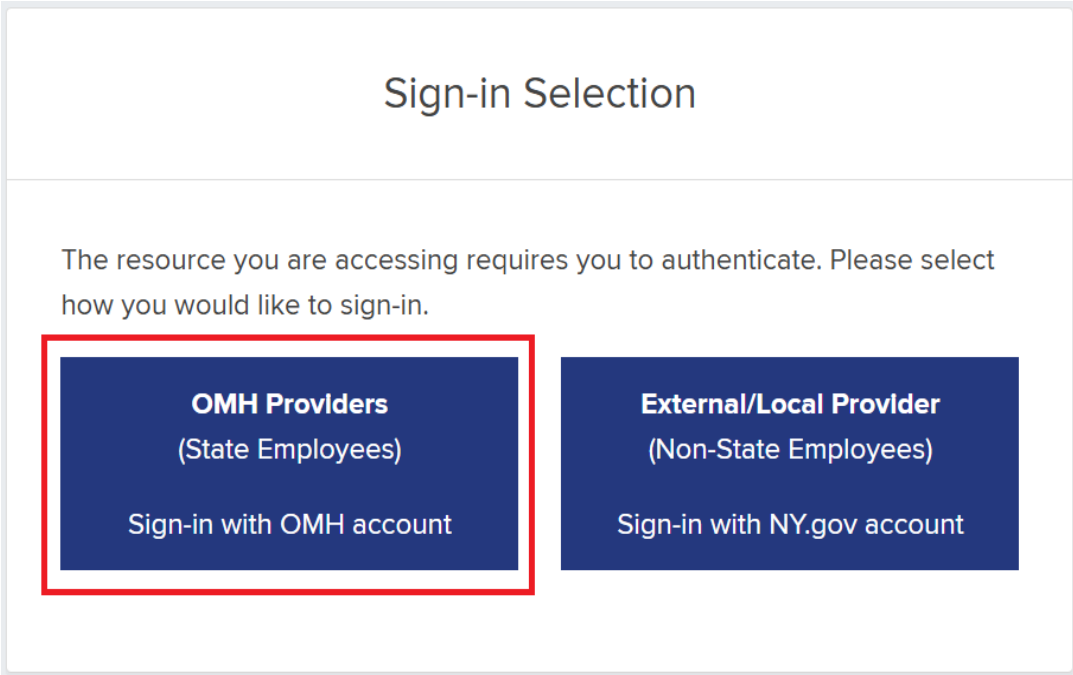 Sign-in Selection
The resource you are accessing requires you to authenticate. Please select
how you would like to sign-in.
OMH Providers
(State Employees)
Sign-in with OMH account
External/Local Provider
(Non-State Employees)
Sign-in with NY.gov account